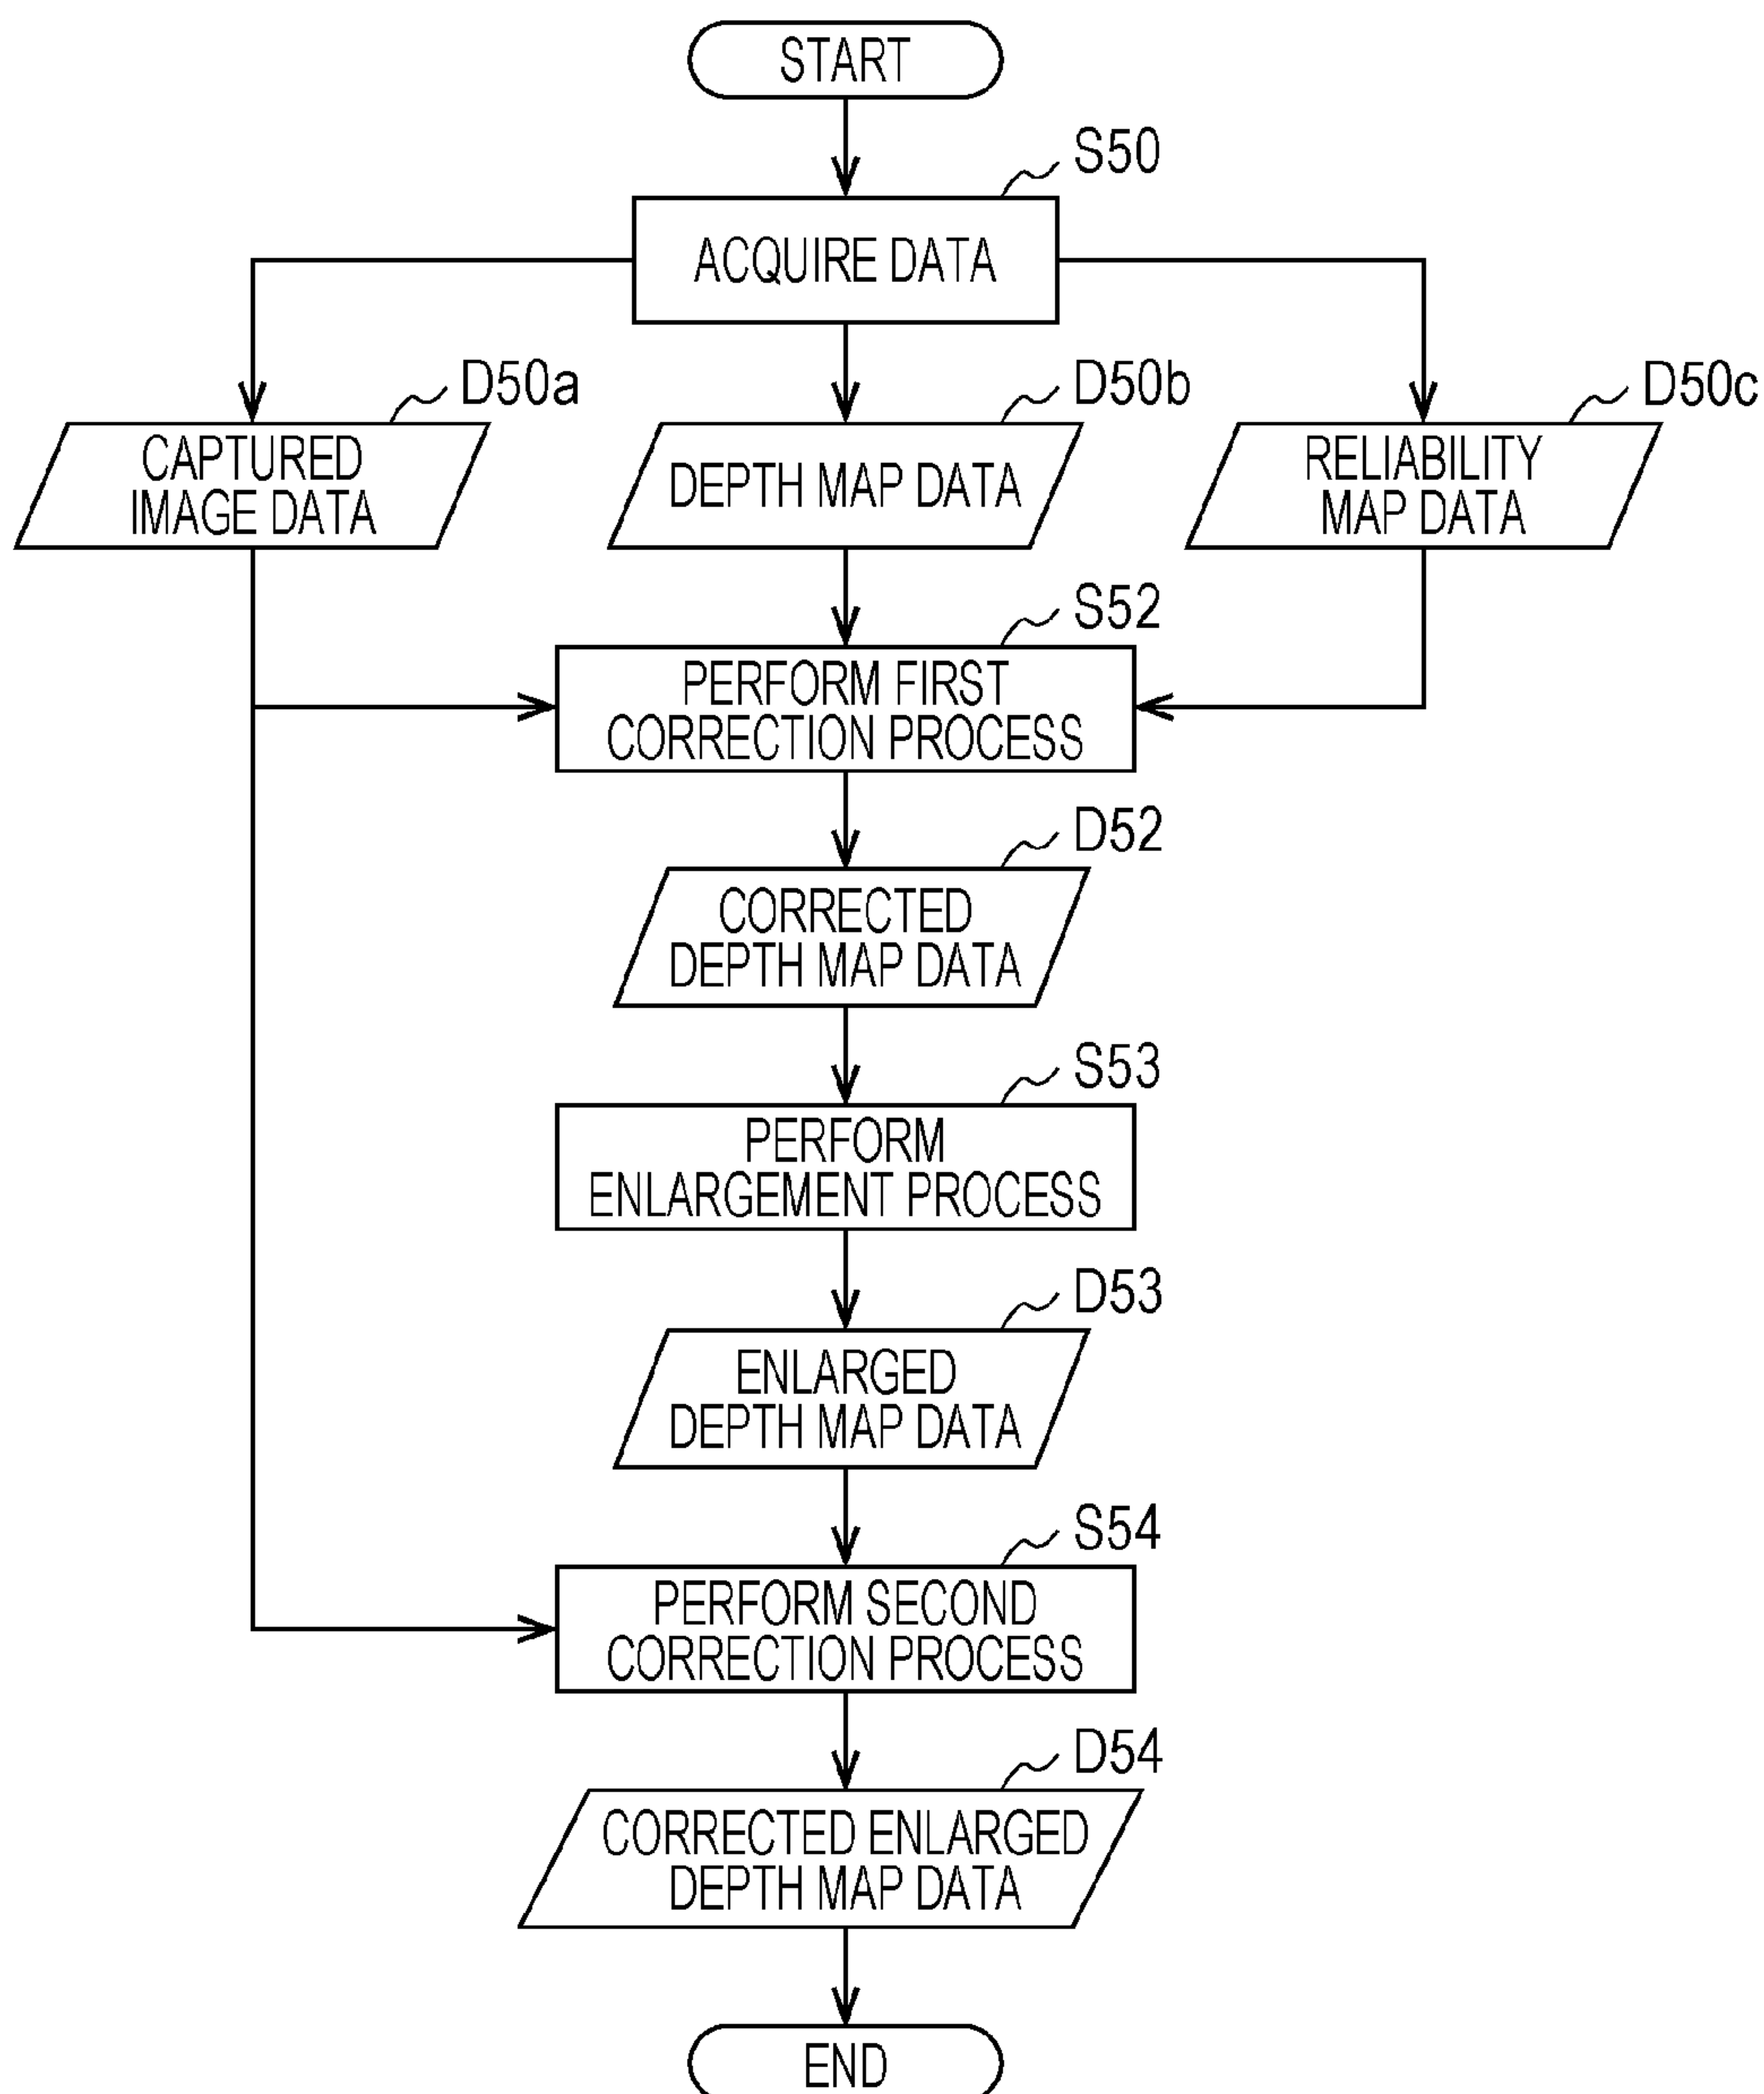 START
S50
ACQUIRE DATA
D50a
D50b
D50c
CAPTURED
IMAGE DATA
DEPTH MAP DATA
RELIABILITY
MAP DATA
S52
PERFORM FIRST
CORRECTION PROCESS
D52
CORRECTED
DEPTH MAP DATA
S53
PERFORM
ENLARGEMENT PROCESS
D53
ENLARGED
DEPTH MAP DATA
S54
PERFORM SECOND
CORRECTION PROCESS
D54
CORRECTED ENLARGED
DEPTH MAP DATA
END